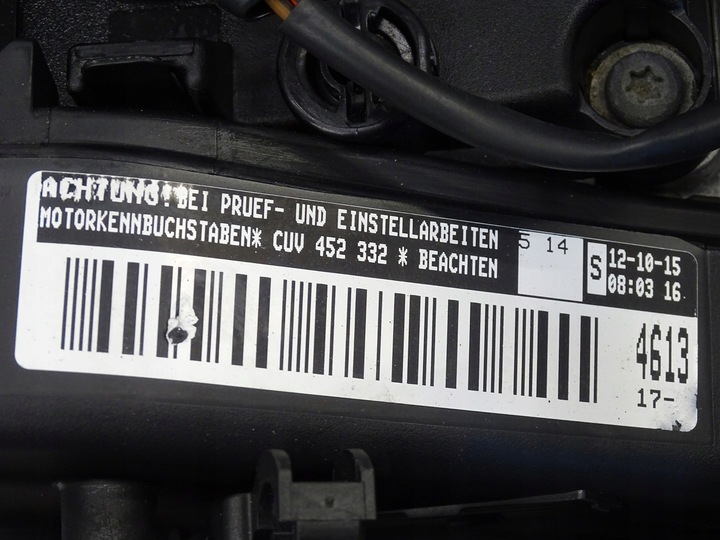 ACHTUNG! BEI PRUEF- UND EINSTELLARBEITEN
MOTORKENNBUCHSTABEN* CUV 452 332 * BEACHTEN
5 14
S
12-10-15
08:03 16
4613
17-